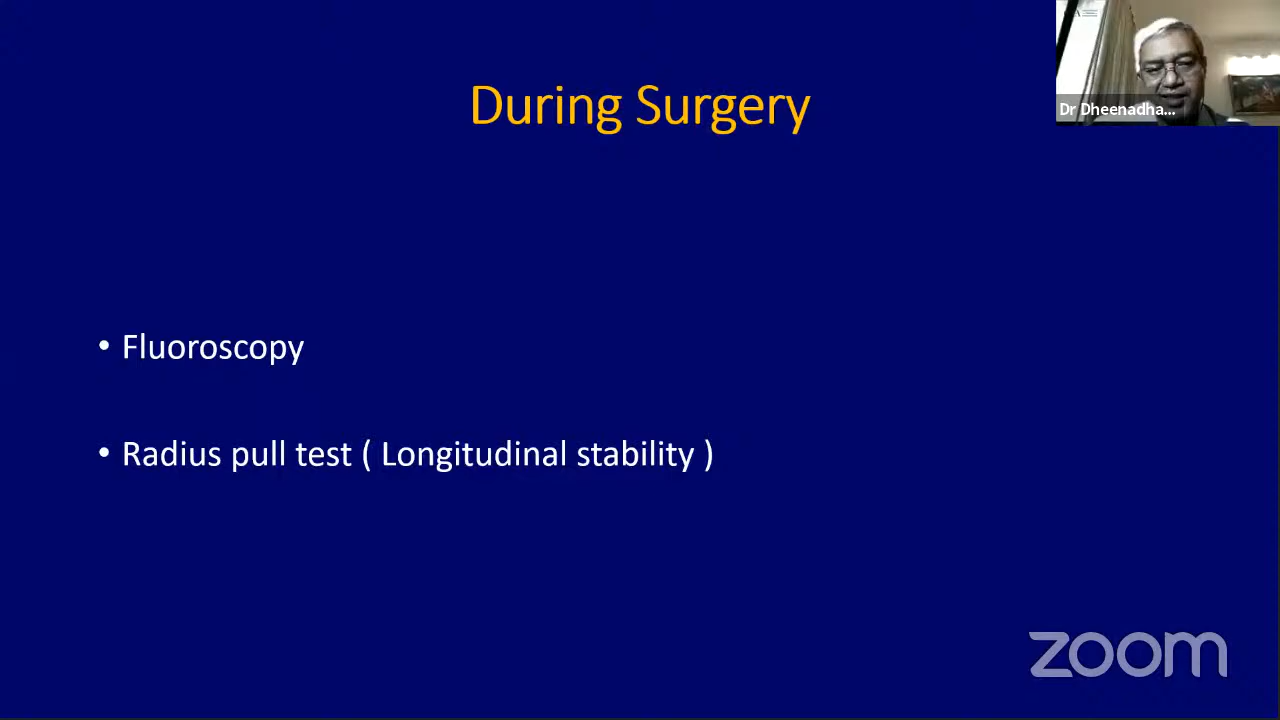 During Surgery
Dr Dheenadha...
• Fluoroscopy
• Radius pull test ( Longitudinal stability )
zoom